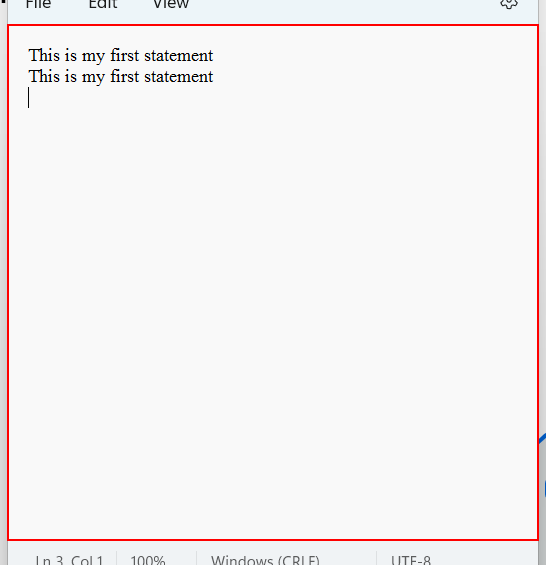 File Edit View
This is my first statement
This is my first statement
Ln 3, Col 1 100% Windows (CRLF) UTF-8